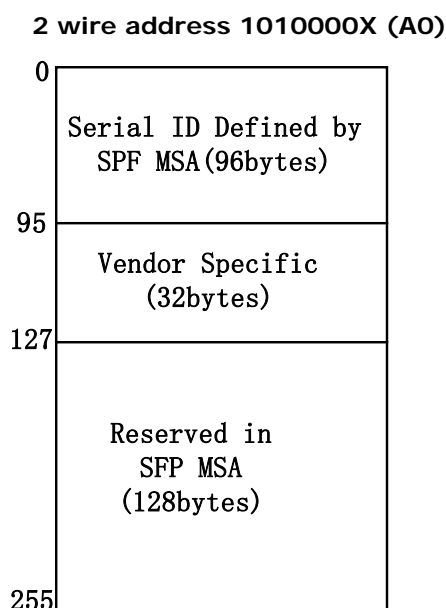 2 wire address 1010000X (A0)
0
Serial ID Defined by
SPF MSA(96bytes)
95
Vendor Specific
(32bytes)
127
Reserved in
SFP MSA
(128bytes)
255